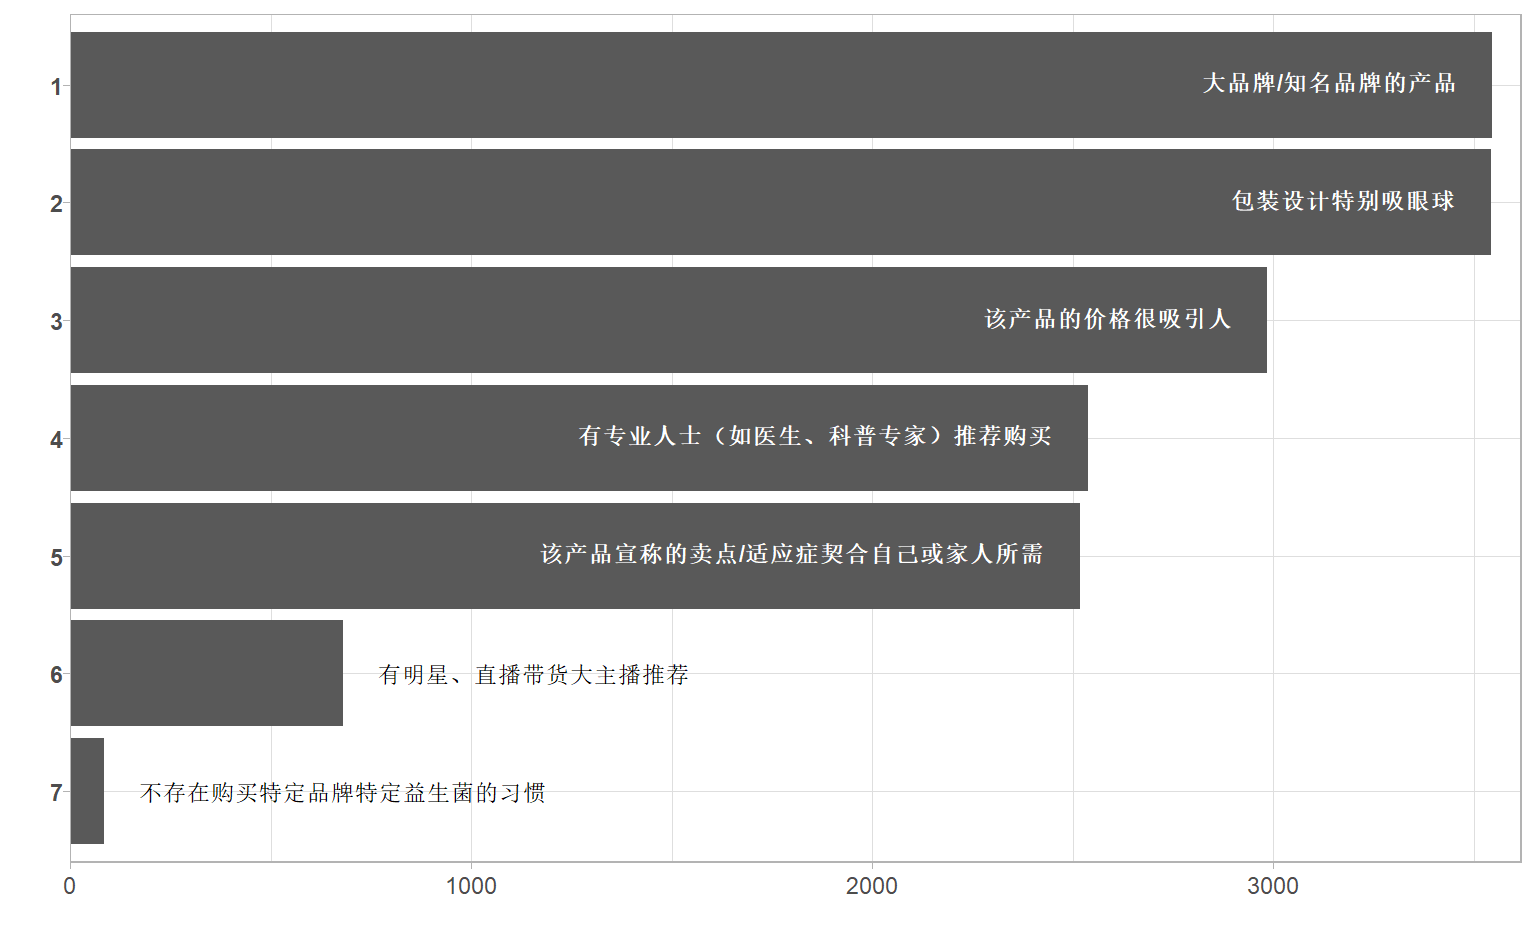 1 大品牌/知名品牌的产品
2 包装设计特别吸眼球
3 该产品的价格很吸引人
4 有专业人士（如医生、科普专家）推荐购买
5 该产品宣称的卖点/适应症契合自己或家人所需
6 有明星、直播带货大主播推荐
7 不存在购买特定品牌特定益生菌的习惯
0 1000 2000 3000